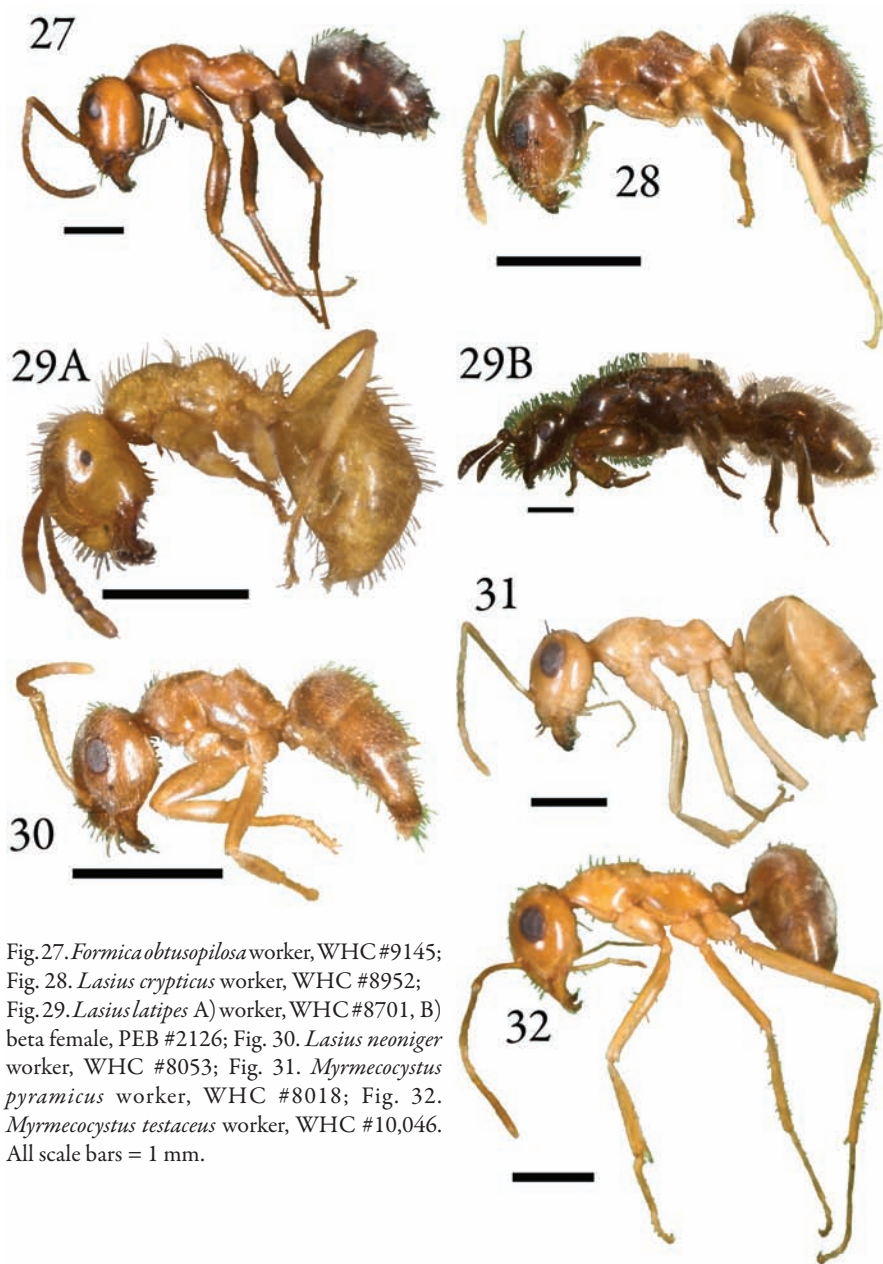 27
28
29A
29B
31
30
32
Fig. 27. Formica obtusopilosa worker, WHC #9145;
Fig. 28. Lasius crypticus worker, WHC #8952;
Fig. 29. Lasius latipes A) worker, WHC #8701, B)
beta female, PEB #2126; Fig. 30. Lasius neoniger
worker, WHC #8053; Fig. 31. Myrmecocystus
pyramicus worker, WHC #8018; Fig. 32.
Myrmecocystus testaceus worker, WHC #10,046.
All scale bars = 1 mm.